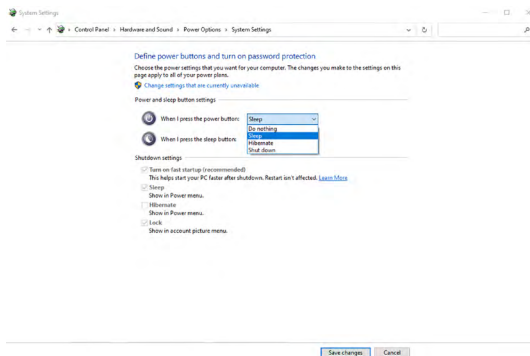 System Settings
Control Panel > Hardware and Sound > Power Options > System Settings
Define power buttons and turn on password protection
Choose the power settings that you want for your computer. The changes you make to the settings on this
page apply to all of your power plans.
Change settings that are currently unavailable
Power and sleep button settings
When I press the power button: Sleep
Do nothing
Sleep
Hibernate
Shut down
When I press the sleep button:
Shutdown settings
Turn on fast startup (recommended)
This helps start your PC faster after shutdown. Restart isn't affected. Learn More
Sleep
Show in Power menu.
Hibernate
Show in Power menu.
Lock
Show in account picture menu.
Save changes Cancel